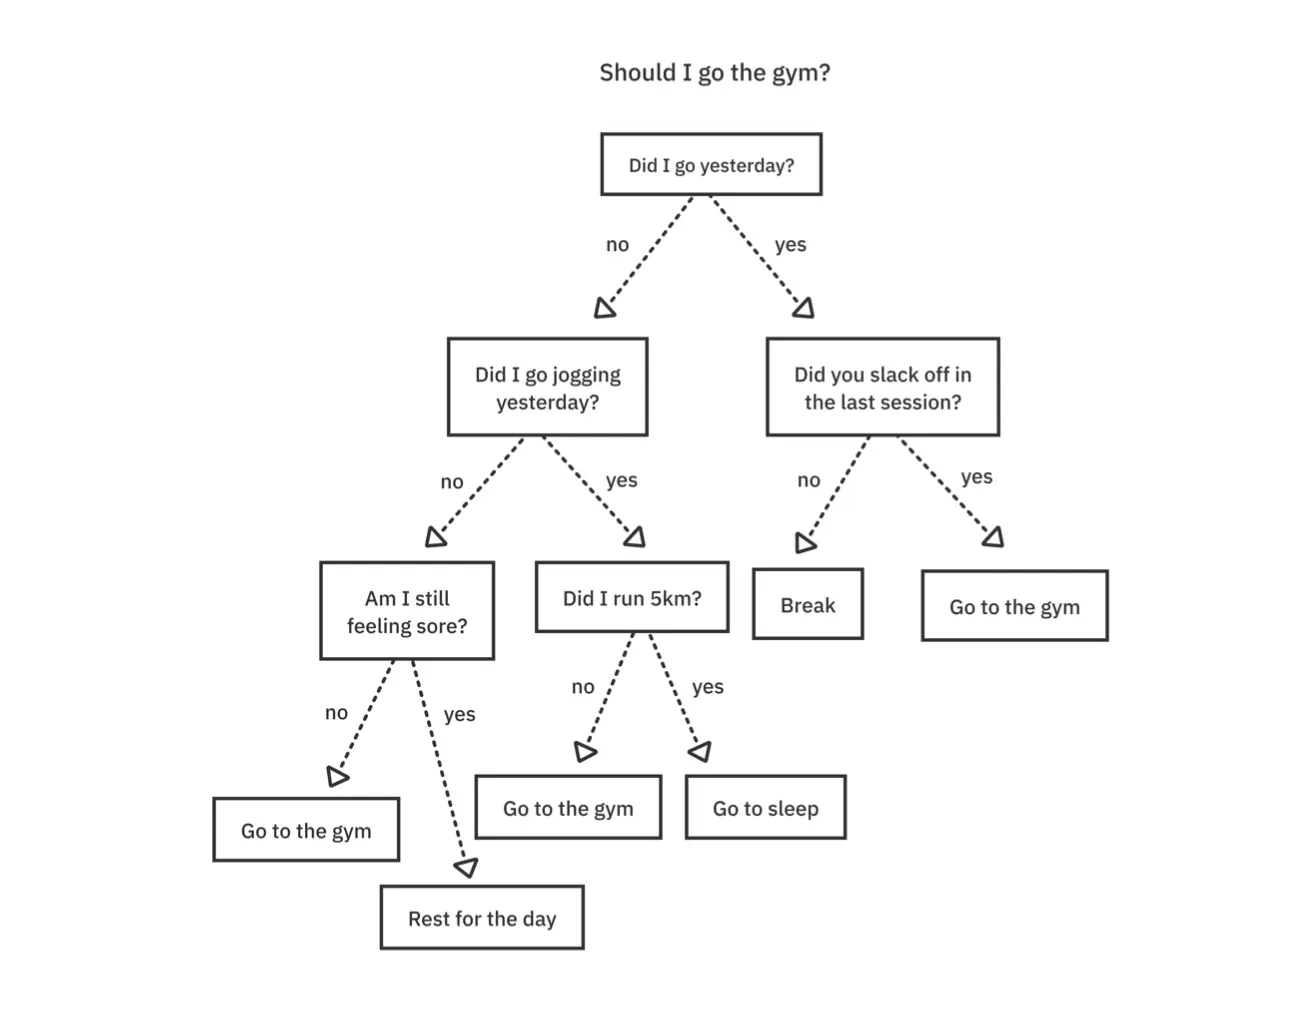 Should I go the gym?
Did I go yesterday?
no
yes
Did I go jogging
yesterday?
Did you slack off in
the last session?
no
yes
no
yes
Am I still
feeling sore?
Did I run 5km?
Break
Go to the gym
no
yes
no
yes
Go to the gym
Go to the gym
Go to sleep
Rest for the day